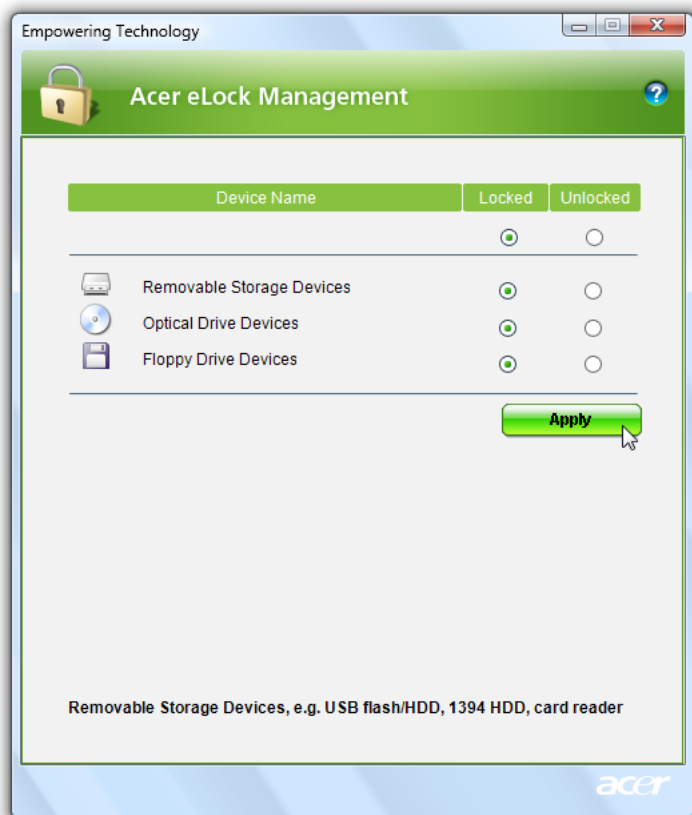 Empowering Technology
Acer eLock Management
Device Name Locked Unlocked
Removable Storage Devices
Optical Drive Devices
Floppy Drive Devices
Apply
Removable Storage Devices, e.g. USB flash/HDD, 1394 HDD, card reader
acer